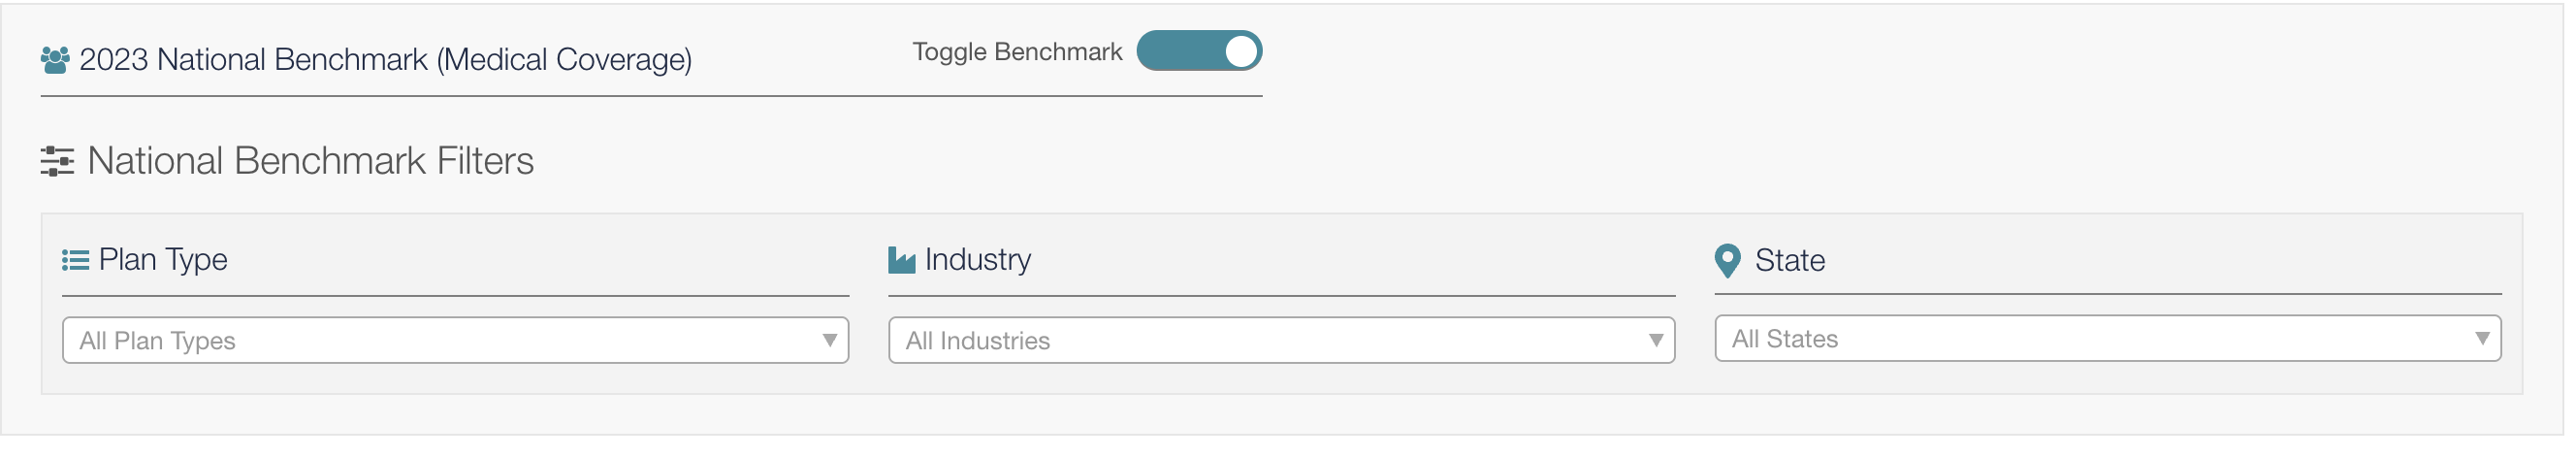 2023 National Benchmark (Medical Coverage)
Toggle Benchmark
National Benchmark Filters
Plan Type
Industry
State
All Plan Types
All Industries
All States